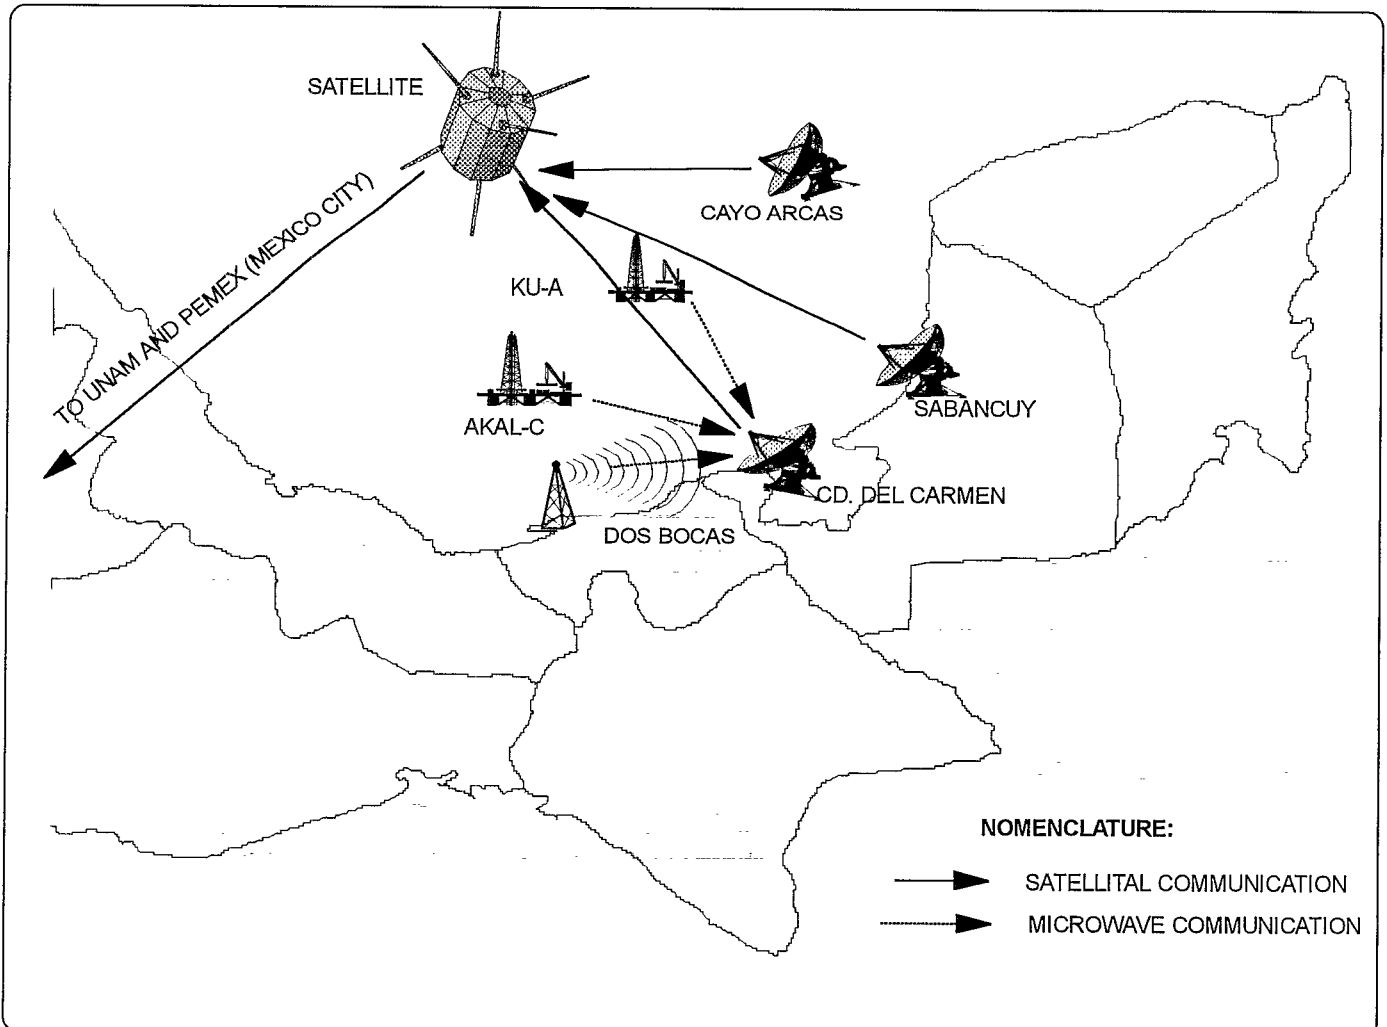 SATELLITE
CAYO ARCAS
TO UNAM AND PEMEX (MEXICO CITY)
KU-A
SABANCUY
AKAL-C
CD. DEL CARMEN
DOS BOCAS
NOMENCLATURE:
SATELLITAL COMMUNICATION
MICROWAVE COMMUNICATION